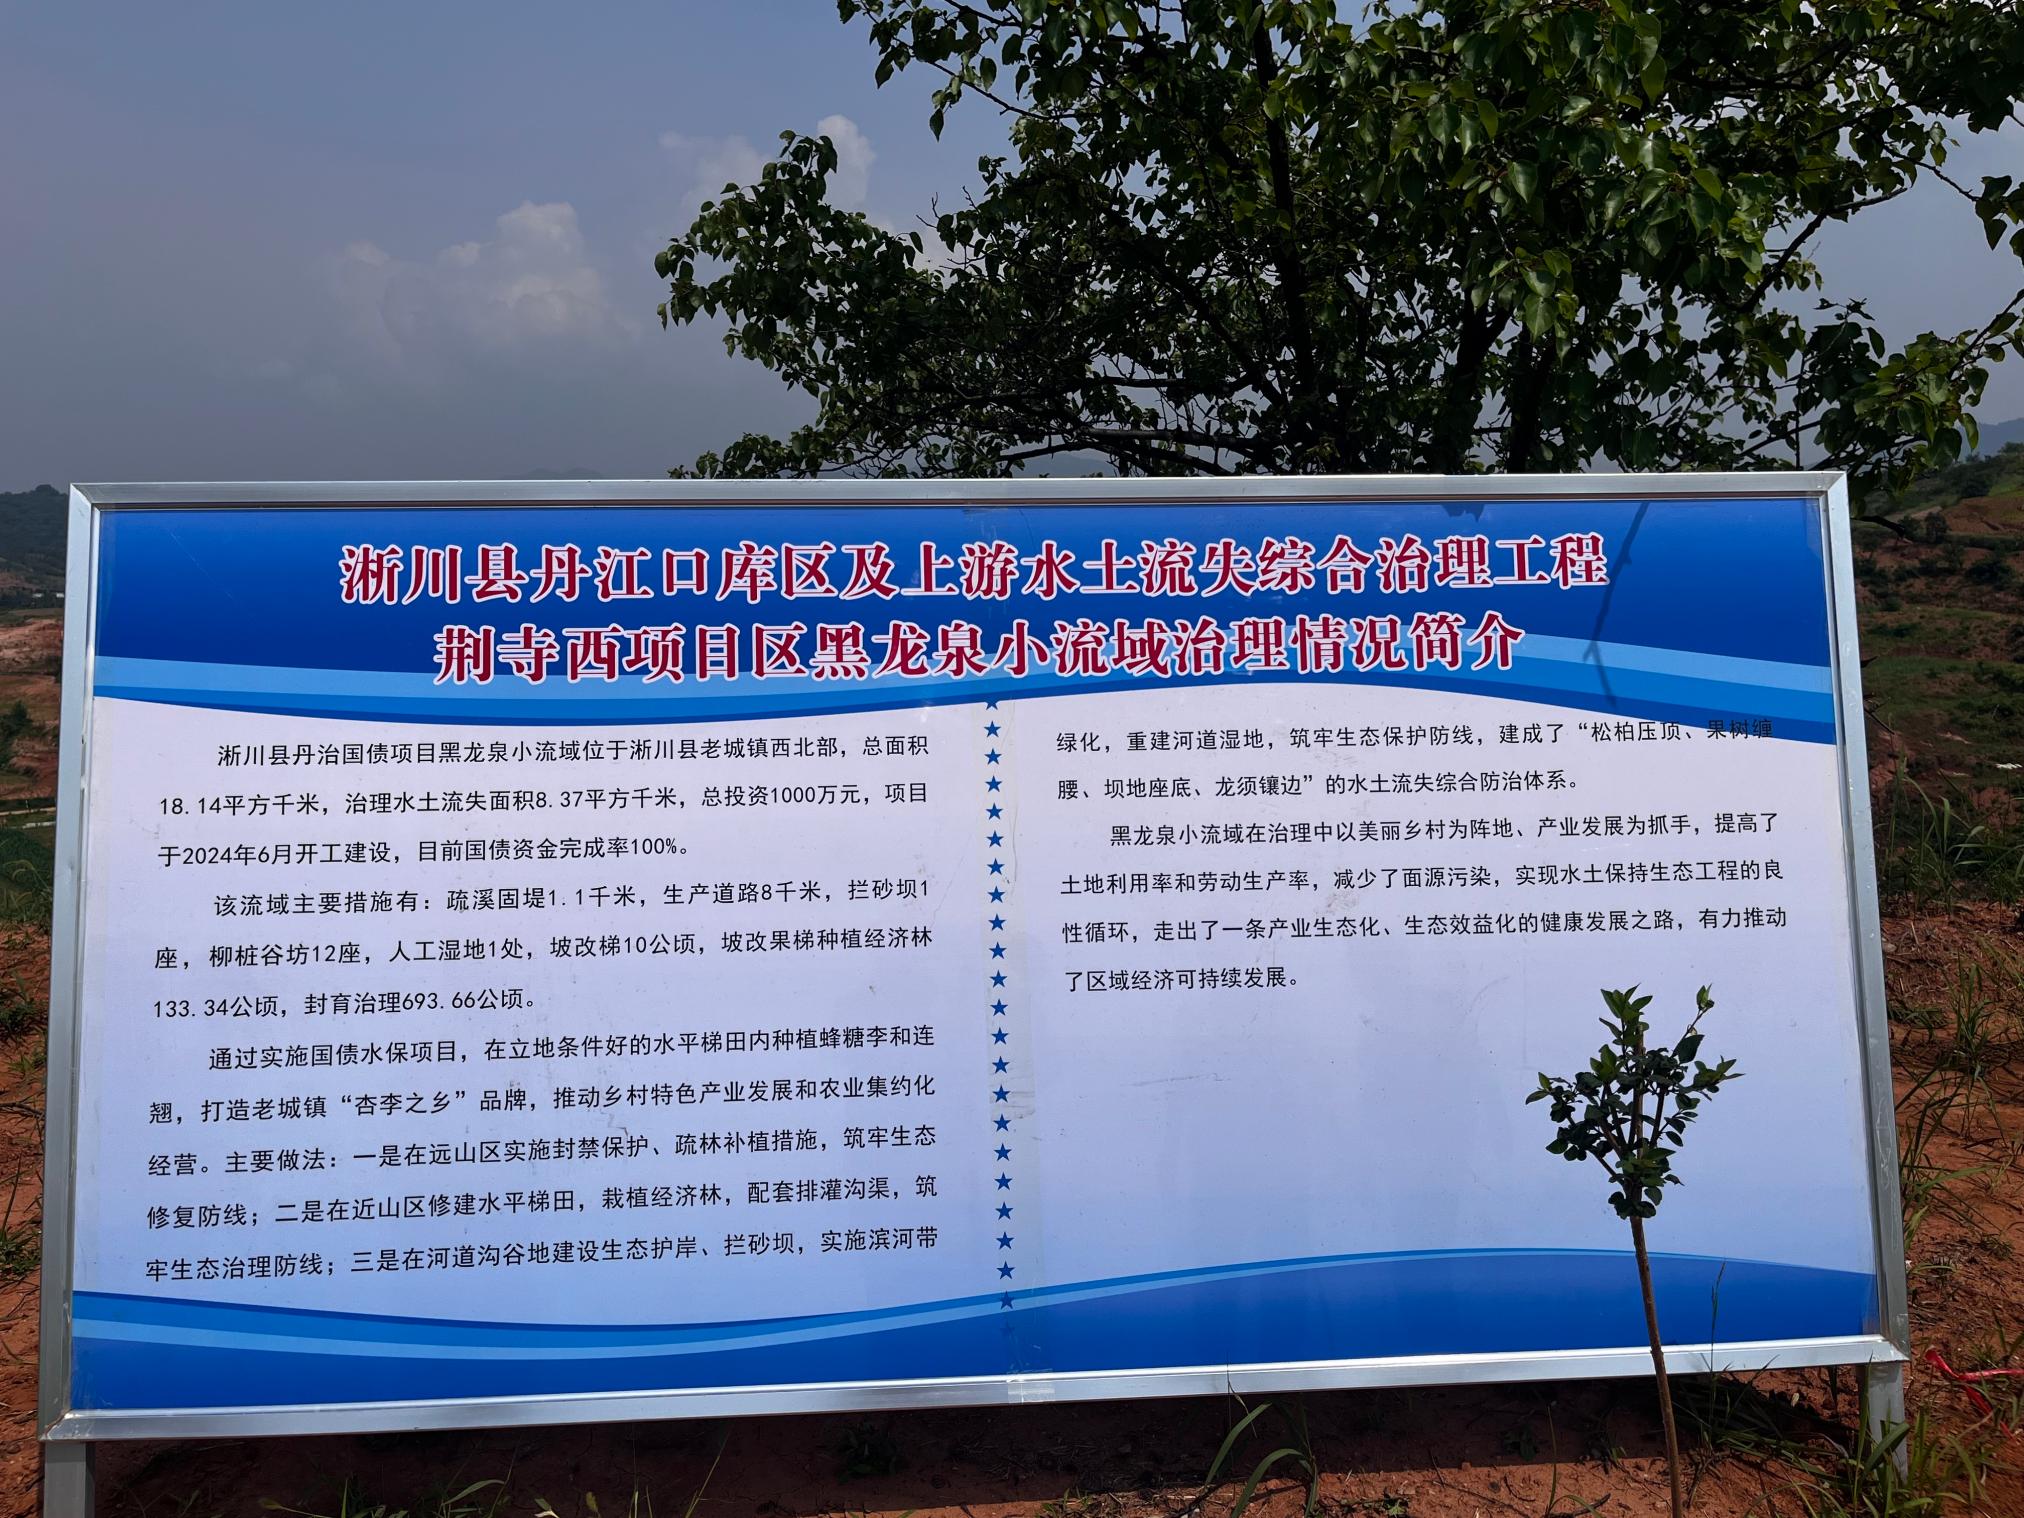 淅川县丹江口库区及上游水土流失综合治理工程
荆寺西项目区黑龙泉小流域治理情况简介
淅川县丹治国债项目黑龙泉小流域位于淅川县老城镇西北部，总面积
18.14平方千米，治理水土流失面积8.37平方千米，总投资1000万元，项目
于2024年6月开工建设，目前国债资金完成率100%。
该流域主要措施有：疏溪固堤1.1千米，生产道路8千米，拦砂坝1
座，柳桩谷坊12座，人工湿地1处，坡改梯10公顷，坡改果梯种植经济林
133.34公顷，封育治理693.66公顷。
通过实施国债水保项目，在立地条件好的水平梯田内种植蜂糖李和连
翘，打造老城镇“杏李之乡”品牌，推动乡村特色产业发展和农业集约化
经营。主要做法：一是在远山区实施封禁保护、疏林补植措施，筑牢生态
修复防线；二是在近山区修建水平梯田，栽植经济林，配套排灌沟渠，筑
牢生态治理防线；三是在河道沟谷地建设生态护岸、拦砂坝，实施滨河带
绿化，重建河道湿地，筑牢生态保护防线，建成了“松柏压顶、果树缠
腰、坝地座底、龙须镶边”的水土流失综合防治体系。
黑龙泉小流域在治理中以美丽乡村为阵地、产业发展为抓手，提高了
土地利用率和劳动生产率，减少了面源污染，实现水土保持生态工程的良
性循环，走出了一条产业生态化、生态效益化的健康发展之路，有力推动
了区域经济可持续发展。